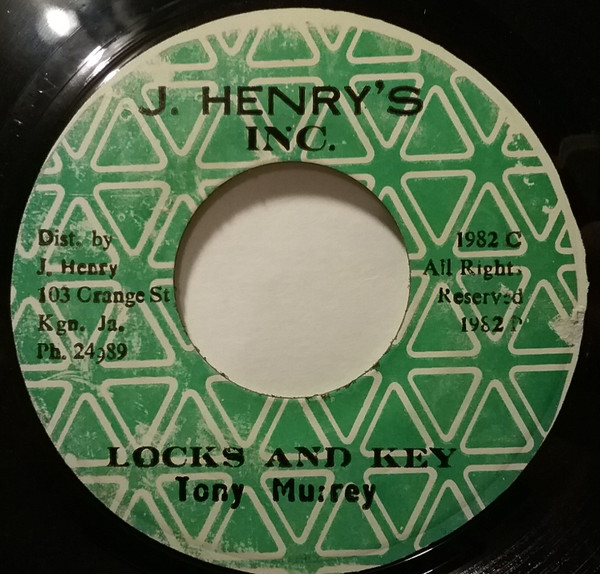 J. HENRY'S
INC.
Dist. by
J. Henry
103 Orange St
Kgn. Ja.
1982 C
All Rights
Reserved
1982 P
LOCKS AND KEY
Tony Murrey